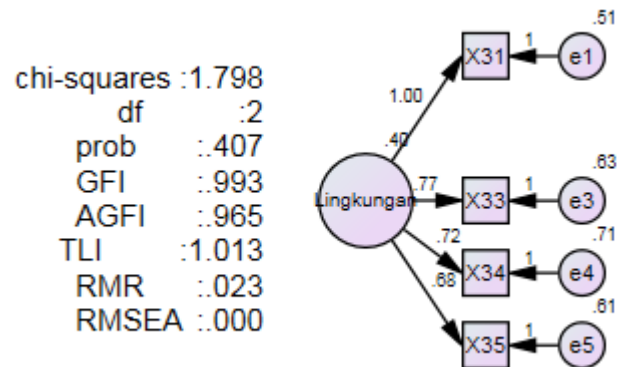 chi-squares :1.798
df :2
prob :.407
GFI :.993
AGFI :.965
TLI :1.013
RMR :.023
RMSEA :.000
.51
X31 1 e1
1.00
.40
.63
Lingkungan .77 X33 1 e3
.71
.72 X34 1 e4
.68
.61
X35 1 e5